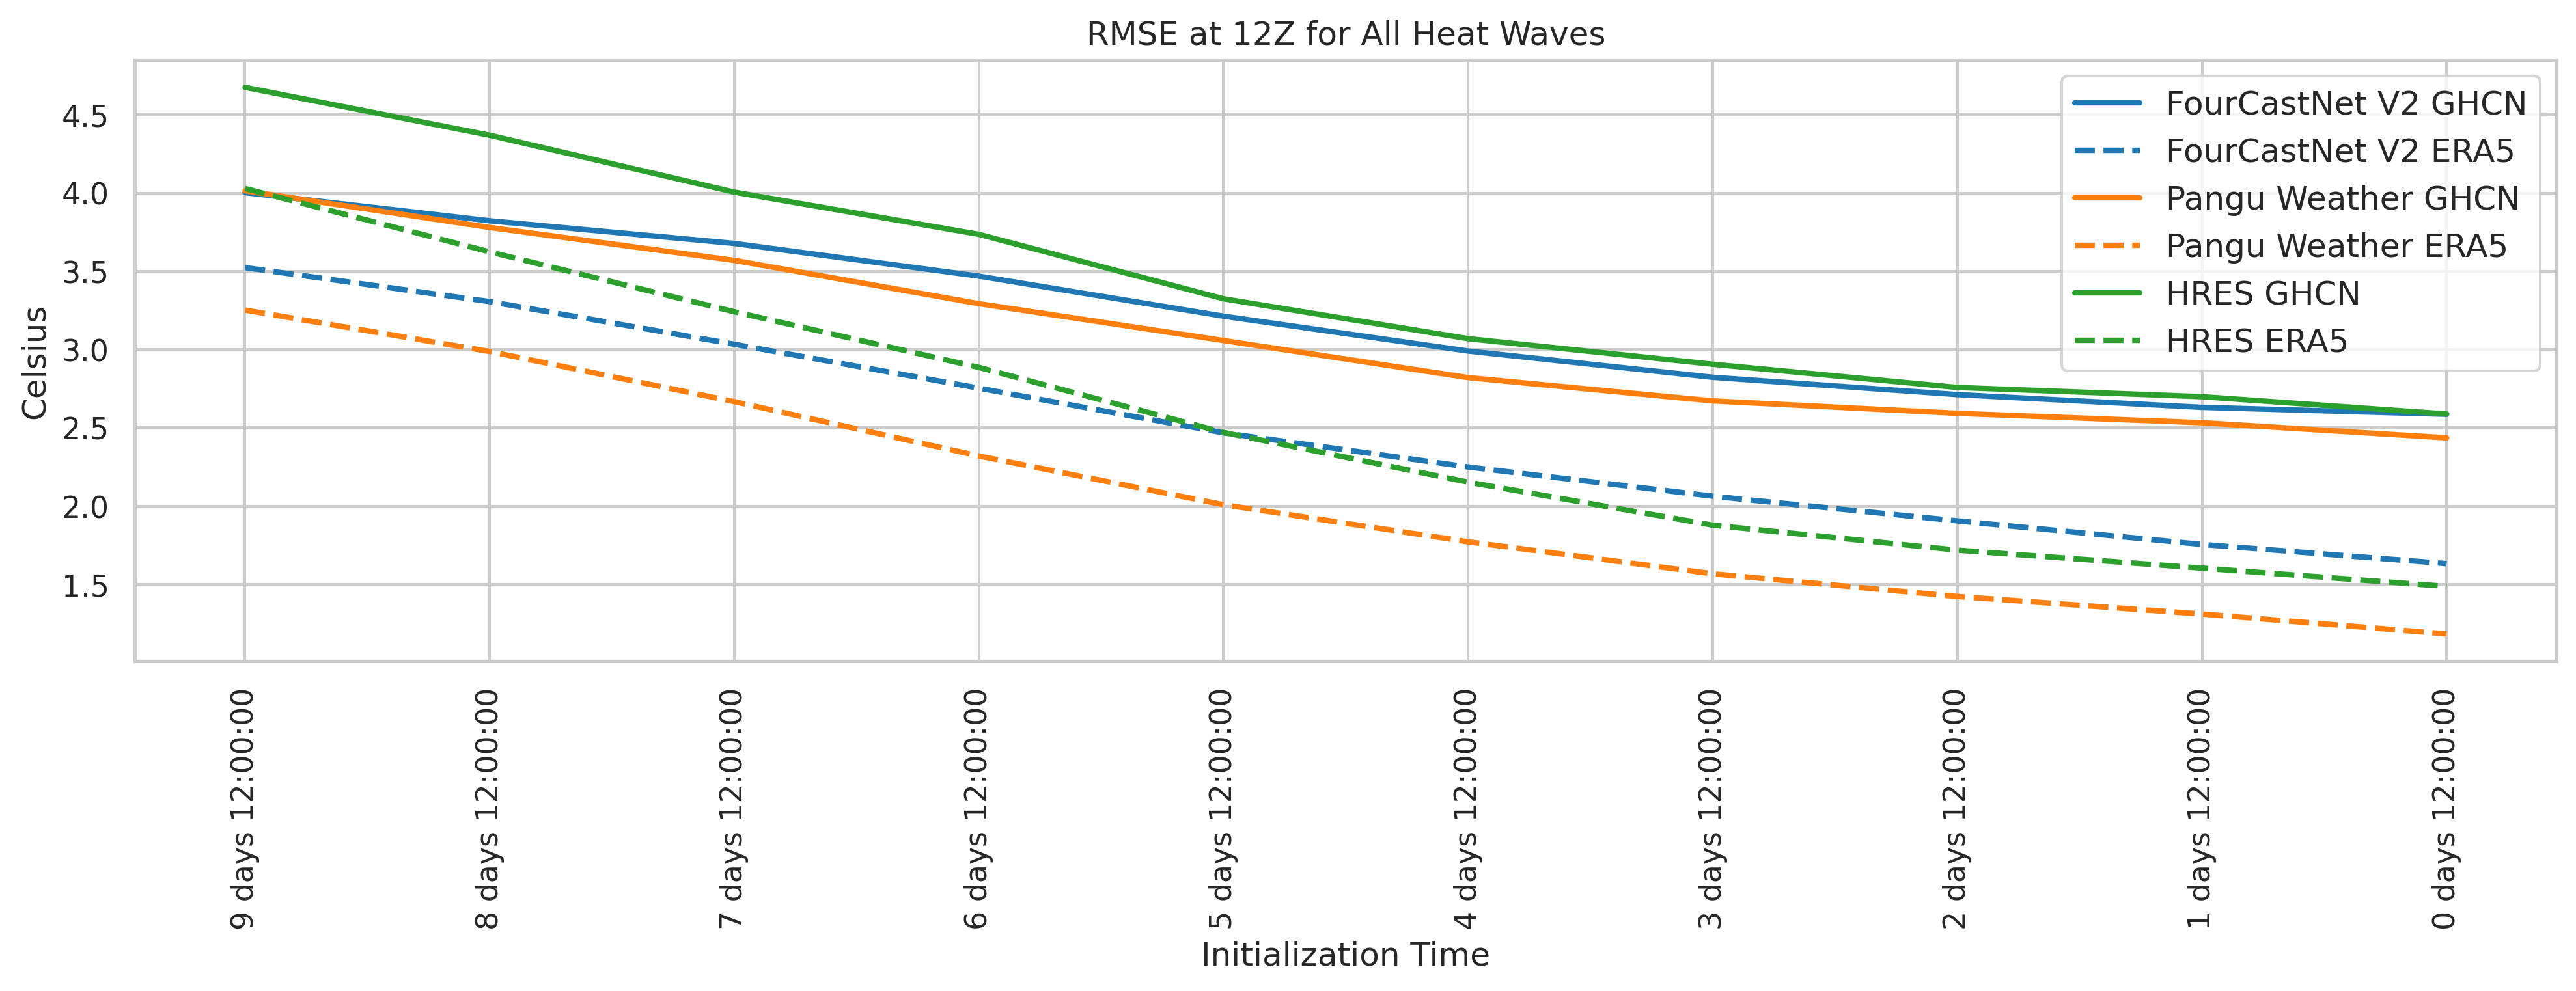 RMSE at 12Z for All Heat Waves
Celsius
4.5
4.0
3.5
3.0
2.5
2.0
1.5
FourCastNet V2 GHCN
FourCastNet V2 ERA5
Pangu Weather GHCN
Pangu Weather ERA5
HRES GHCN
HRES ERA5
9 days 12:00:00
8 days 12:00:00
7 days 12:00:00
6 days 12:00:00
5 days 12:00:00
4 days 12:00:00
3 days 12:00:00
2 days 12:00:00
1 days 12:00:00
0 days 12:00:00
Initialization Time